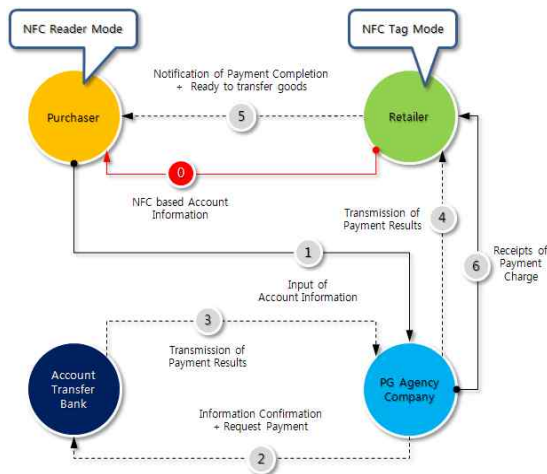 NFC Reader Mode
NFC Tag Mode
Notification of Payment Completion
+ Ready to transfer goods
Purchaser
5
Retailer
0
NFC based Account
Information
Transmission of
Payment Results
4
1
6
Receipts of
Payment
Charge
Input of
Account Information
3
Transmission of
Payment Results
Account
Transfer
Bank
PG Agency
Company
Information Confirmation
+ Request Payment
2